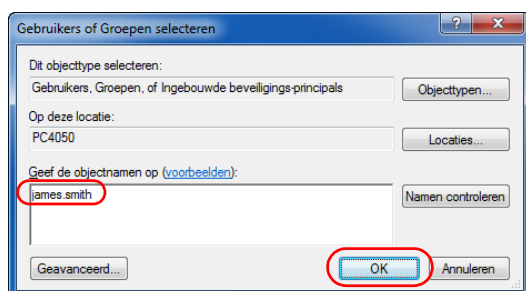 Gebruikers of Groepen selecteren
Dit objecttype selecteren:
Gebruikers, Groepen, of Ingebouwde beveiligings-principals
Objecttypen...
Op deze locatie:
PC4050
Locaties...
Geef de objectnamen op (voorbeelden):
james.smith
Namen controleren
Geavanceerd...
OK
Annuleren